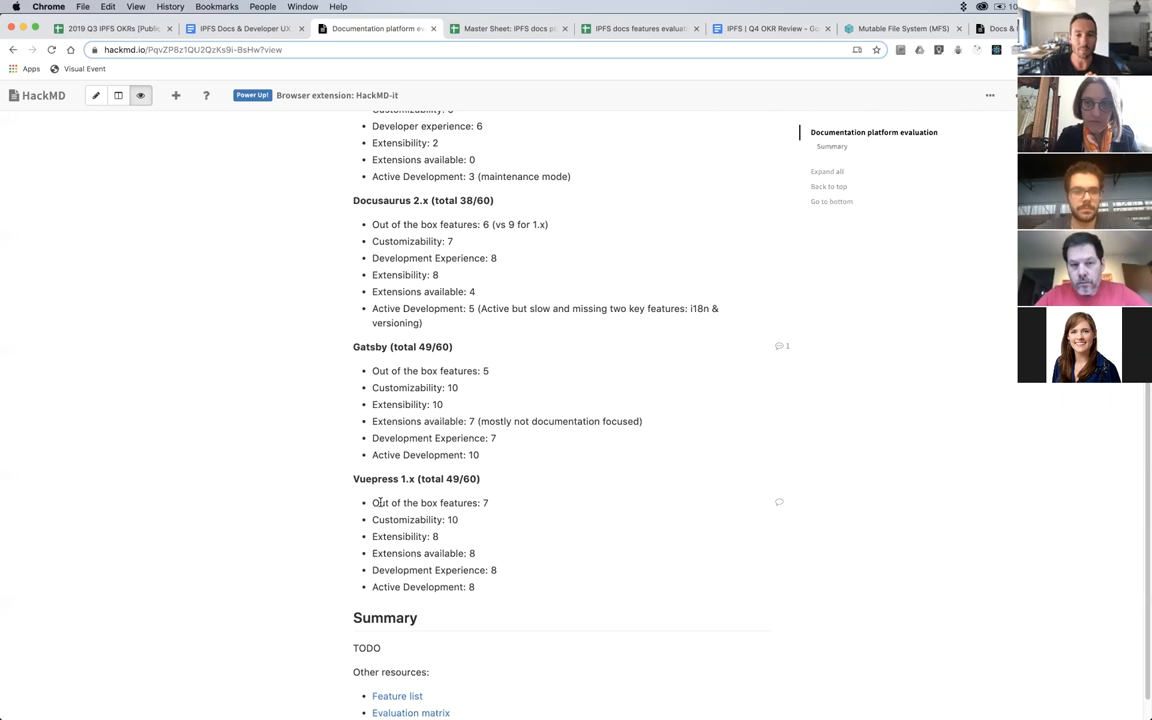 Chrome File Edit View History Bookmarks People Window Help
2019 Q3 IPFS OKRs [Public
IPFS Docs & Developer UX
Documentation platform ev
Master Sheet: IPFS docs pl
IPFS docs features evaluati
IPFS | Q4 OKR Review - Go
Mutable File System (MFS)
Docs &
hackmd.io/PqvZP8z1QU2QzKs9i-BsHw?view
Apps Visual Event
HackMD
Power Up! Browser extension: HackMD-it
Developer experience: 6
Extensibility: 2
Extensions available: 0
Active Development: 3 (maintenance mode)
Docusaurus 2.x (total 38/60)
Out of the box features: 6 (vs 9 for 1.x)
Customizability: 7
Development Experience: 8
Extensibility: 8
Extensions available: 4
Active Development: 5 (Active but slow and missing two key features: i18n &
versioning)
Gatsby (total 49/60)
1
Out of the box features: 5
Customizability: 10
Extensibility: 10
Extensions available: 7 (mostly not documentation focused)
Development Experience: 7
Active Development: 10
Vuepress 1.x (total 49/60)
Out of the box features: 7
Customizability: 10
Extensibility: 8
Extensions available: 8
Development Experience: 8
Active Development: 8
Summary
TODO
Other resources:
Feature list
Evaluation matrix
Documentation platform evaluation
Summary
Expand all
Back to top
Go to bottom